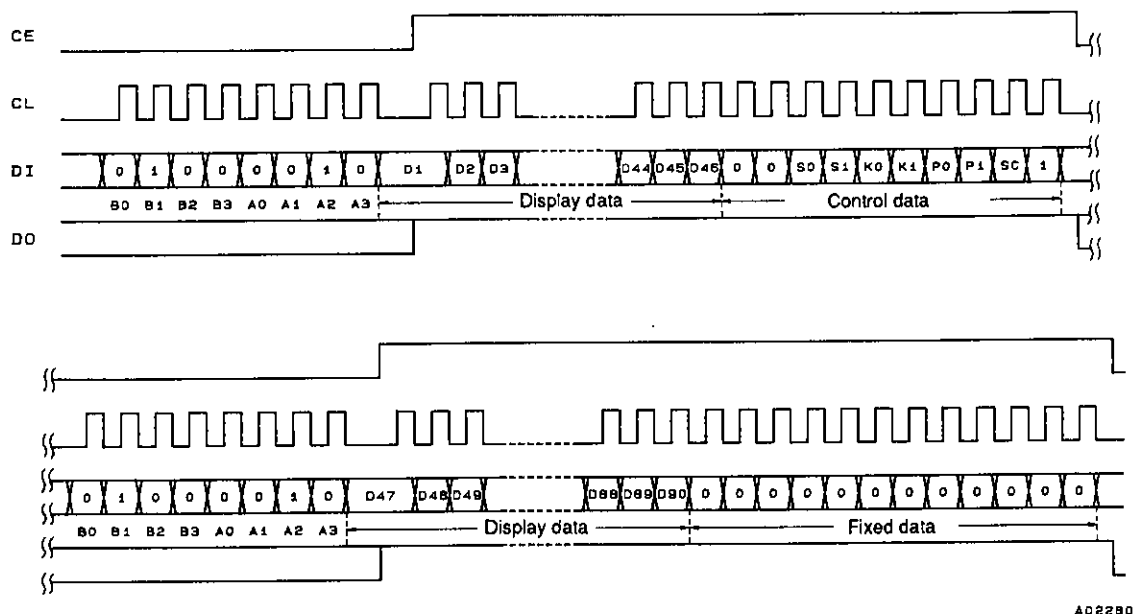 CE
CL
DI 0 1 0 0 0 0 1 0 D1 D2 D3 D44 D45 D46 0 0 S0 S1 K0 K1 P0 P1 SC 1
B0 B1 B2 B3 A0 A1 A2 A3 Display data Control data
DO
0 1 0 0 0 0 1 0 D47 D48 D49 D88 D89 D90 0 0 0 0 0 0 0 0 0 0 0 0
B0 B1 B2 B3 A0 A1 A2 A3 Display data Fixed data
A02280